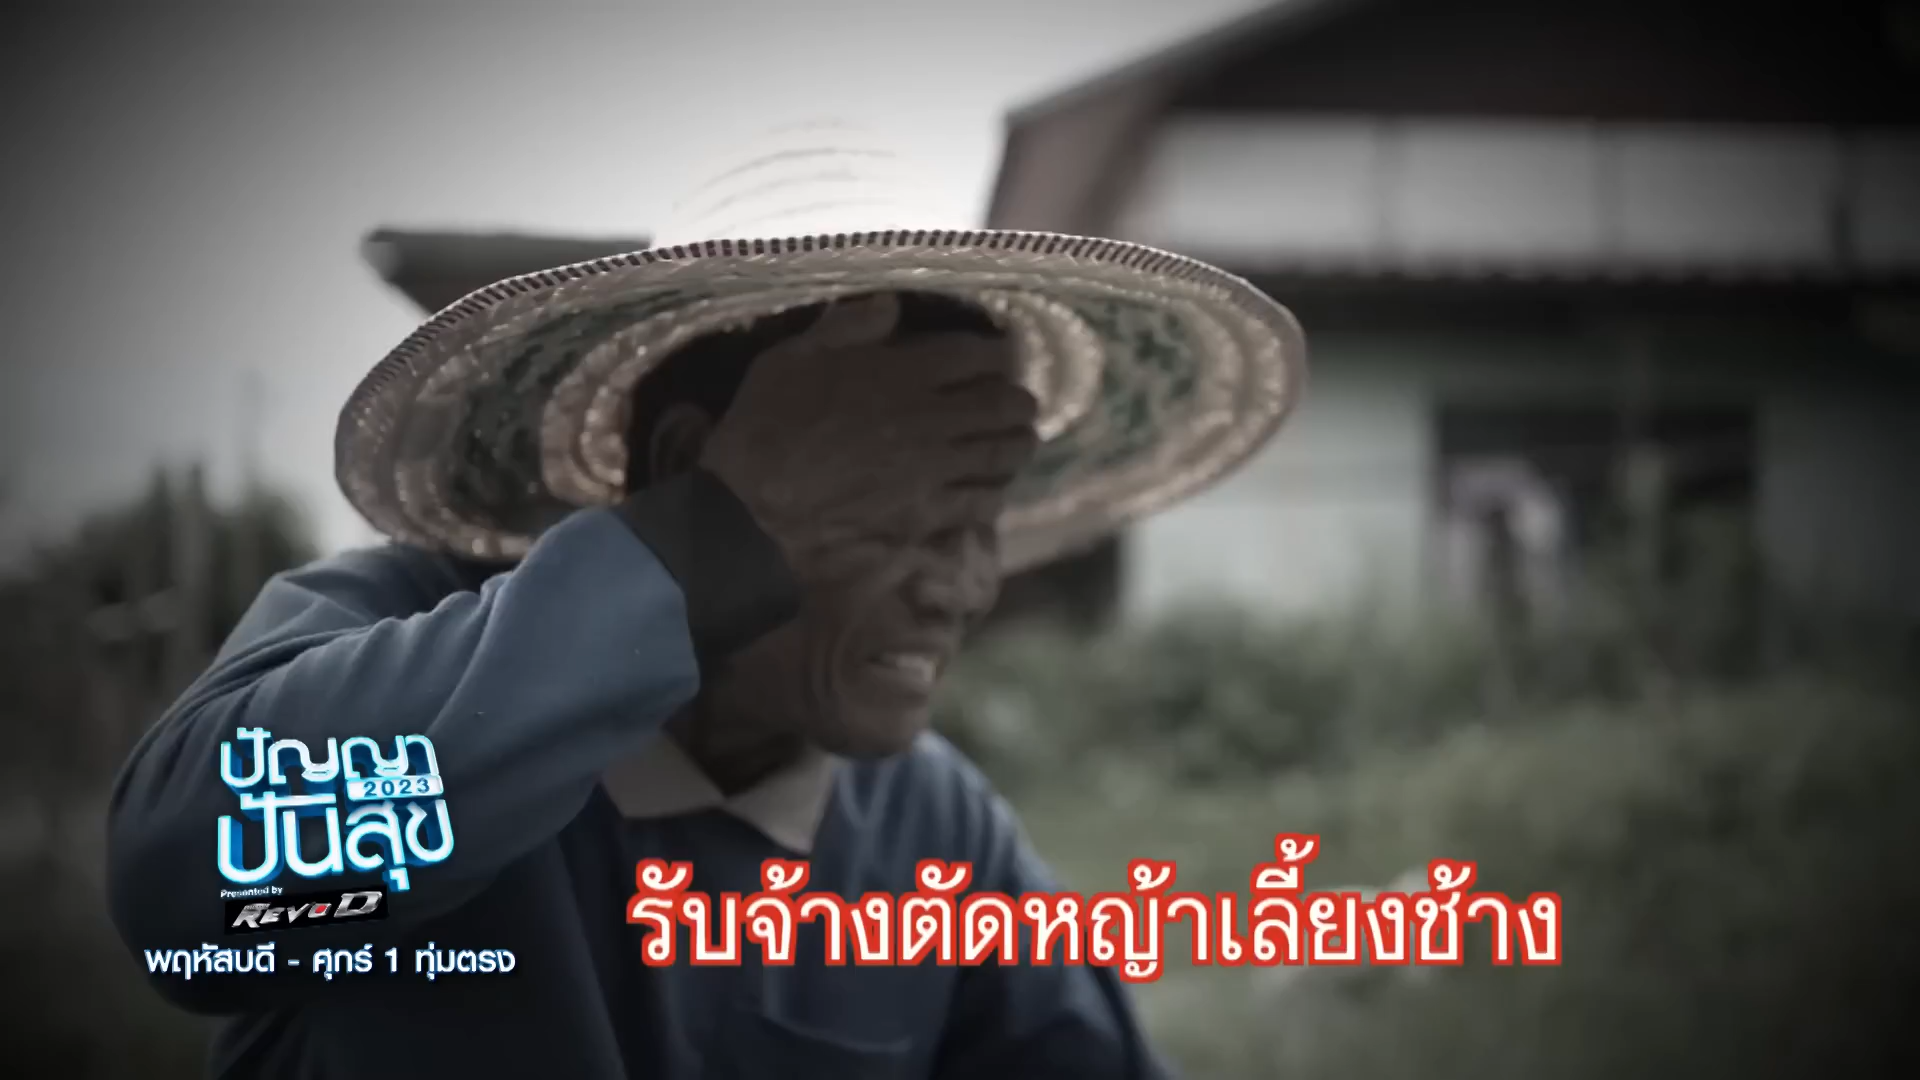 ปัญญา
2023
ปันสุข
Presented by
REVO D
พฤหัสบดี - ศุกร์ 1 ทุ่มตรง
รับจ้างตัดหญ้าเลี้ยงช้าง